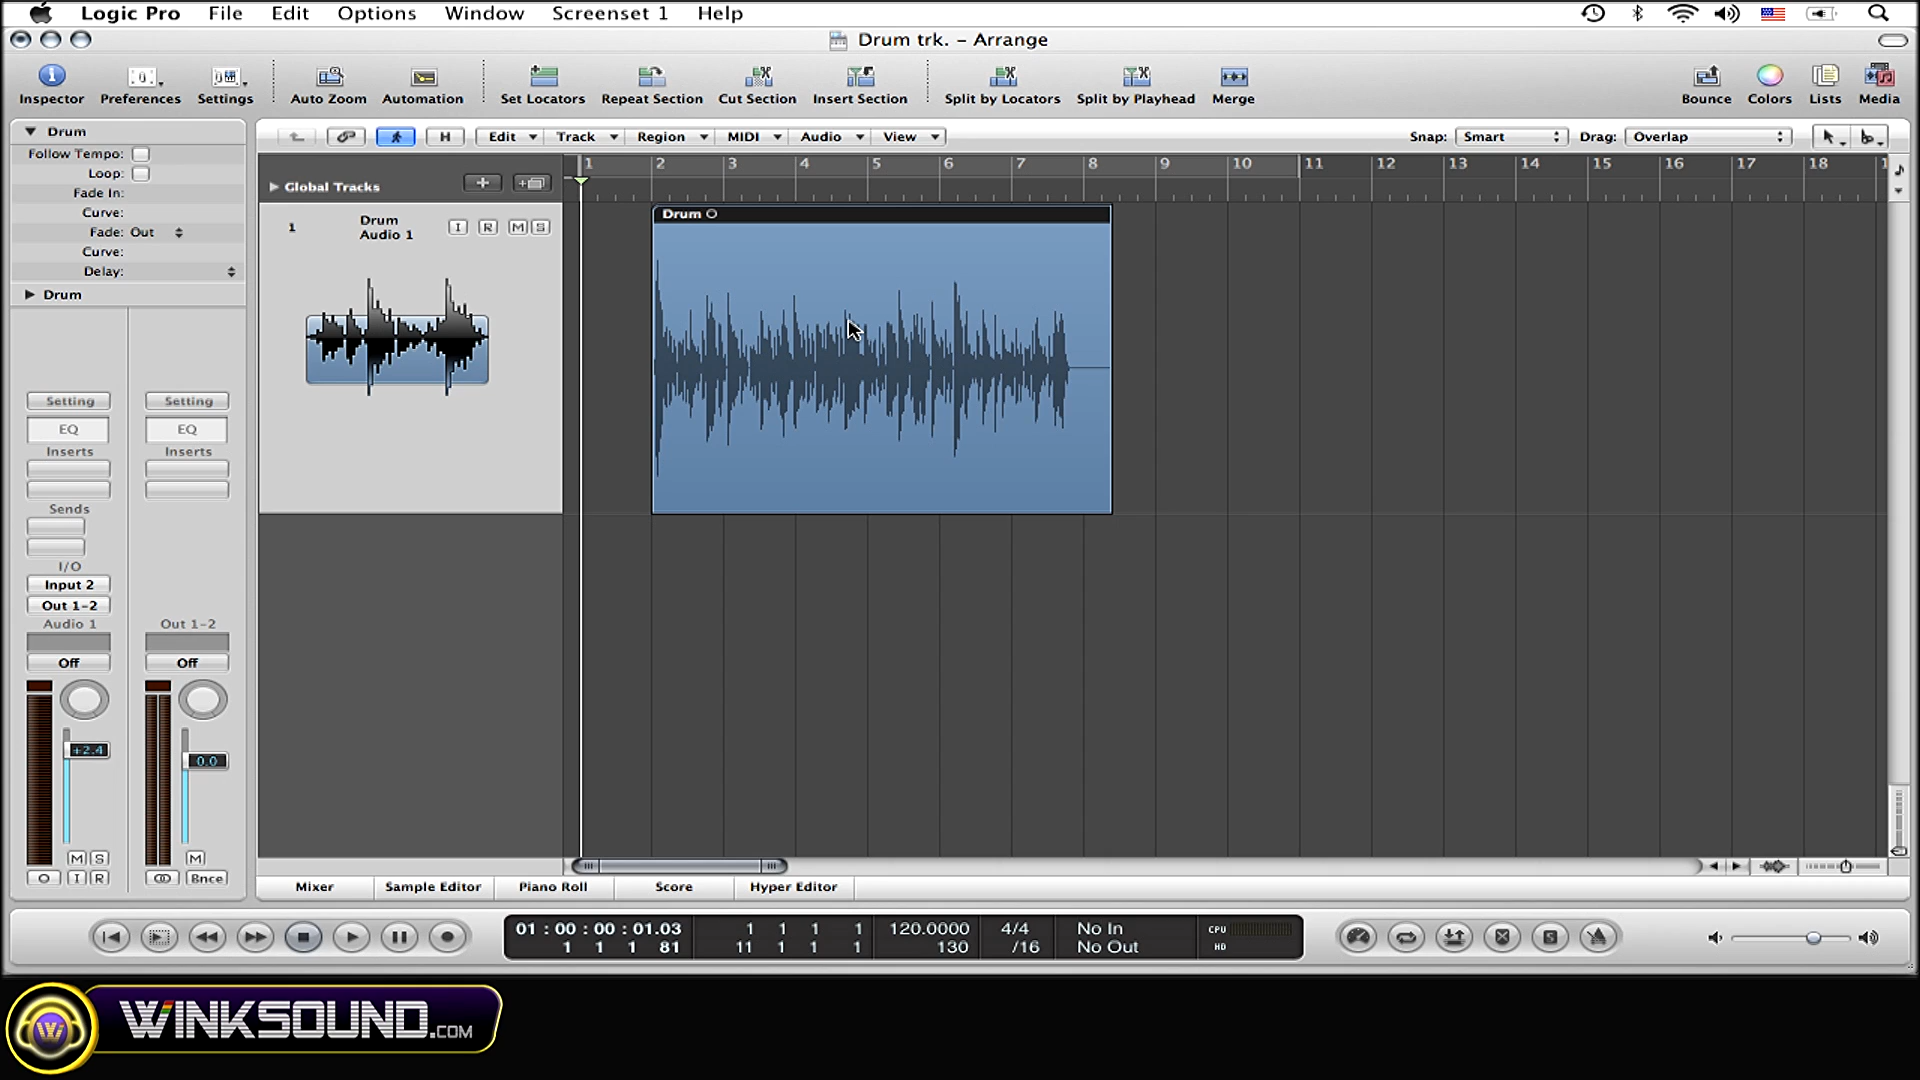 Logic Pro File Edit Options Window Screenset 1 Help
Drum trk. - Arrange
Inspector Preferences Settings Auto Zoom Automation Set Locators Repeat Section Cut Section Insert Section Split by Locators Split by Playhead Merge Bounce Colors Lists Media
Drum
Edit Track Region MIDI Audio View Snap: Smart Drag: Overlap
H
Follow Tempo:
Loop:
Fade In:
Curve:
Fade: Out
Curve:
Delay:
Drum
1 2 3 4 5 6 7 8 9 10 11 12 13 14 15 16 17 18
Global Tracks
1 Drum I R M S
Audio 1
Drum
Setting Setting
EQ EQ
Inserts Inserts
Sends
I/O
Input 2
Out 1-2
Audio 1 Out 1-2
Off Off
+2.4 0.0
M S M
I R Bnce
Mixer Sample Editor Piano Roll Score Hyper Editor
01 : 00 : 00 : 01.03 1 1 1 1 120.0000 4/4 No In CPU
1 1 1 81 11 1 1 1 130 /16 No Out HD
S
W WINKSOUND.COM